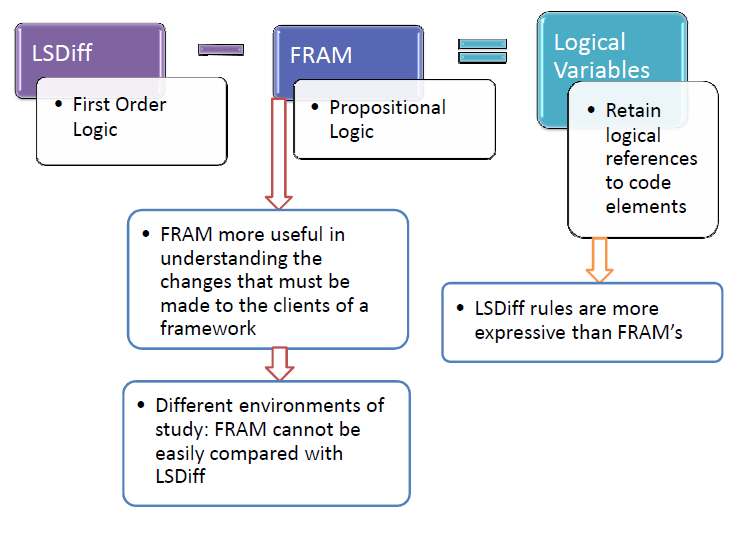 LSDiff
• First Order
Logic
FRAM
• Propositional
Logic
Logical
Variables
• Retain
logical
references
to code
elements
• FRAM more useful in
understanding the
changes that must be
made to the clients of a
framework
• LSDiff rules are more
expressive than FRAM’s
• Different environments of
study: FRAM cannot be
easily compared with
LSDiff